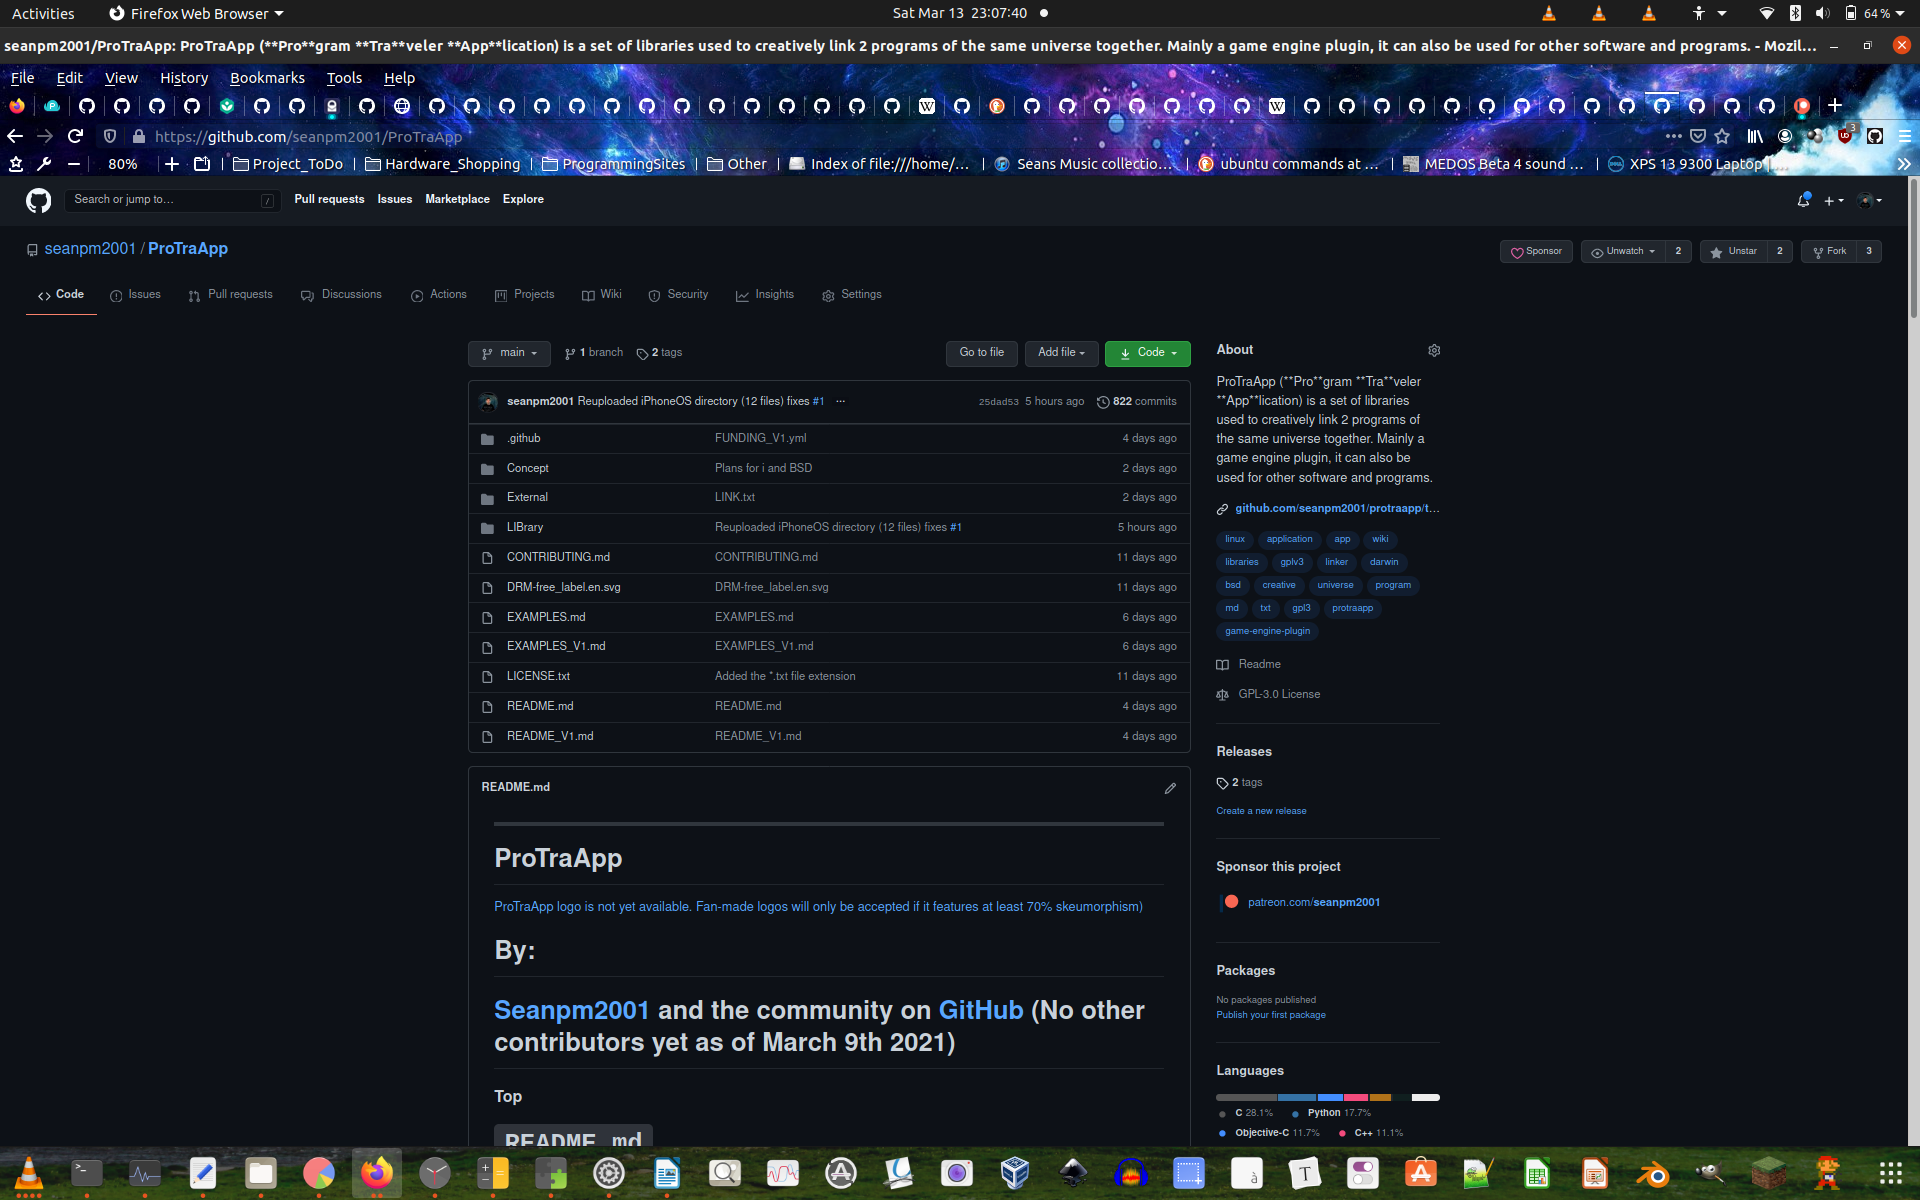 Activities
Firefox Web Browser
Sat Mar 13 23:07:40
64 %
seanpm2001/ProTraApp: ProTraApp (**Pro**gram **Tra**veler **App**lication) is a set of libraries used to creatively link 2 programs of the same universe together. Mainly a game engine plugin, it can also be used for other software and programs. - Mozil...
File Edit View History Bookmarks Tools Help
https://github.com/seanpm2001/ProTraApp
3
80%
Project_ToDo
Hardware_Shopping
ProgrammingSites
Other
Index of file:///home/...
Seans Music collectio...
ubuntu commands at ...
MEDOS Beta 4 sound ...
XPS 13 9300 Laptop
Search or jump to...
/
Pull requests Issues Marketplace Explore
seanpm2001 / ProTraApp
Sponsor
Unwatch 2
Unstar 2
Fork 3
Code Issues Pull requests Discussions Actions Projects Wiki Security Insights Settings
main
1 branch
2 tags
Go to file
Add file
Code
seanpm2001 Reuploaded iPhoneOS directory (12 files) fixes #1 ...
25dad53 5 hours ago
822 commits
.github FUNDING_V1.yml 4 days ago
Concept Plans for i and BSD 2 days ago
External LINK.txt 2 days ago
LIBrary Reuploaded iPhoneOS directory (12 files) fixes #1 5 hours ago
CONTRIBUTING.md CONTRIBUTING.md 11 days ago
DRM-free_label.en.svg DRM-free_label.en.svg 11 days ago
EXAMPLES.md EXAMPLES.md 6 days ago
EXAMPLES_V1.md EXAMPLES_V1.md 6 days ago
LICENSE.txt Added the *.txt file extension 11 days ago
README.md README.md 4 days ago
README_V1.md README_V1.md 4 days ago
README.md
ProTraApp
ProTraApp logo is not yet available. Fan-made logos will only be accepted if it features at least 70% skeumorphism)
By:
Seanpm2001 and the community on GitHub (No other
contributors yet as of March 9th 2021)
Top
README.md
About
ProTraApp (**Pro**gram **Tra**veler
**App**lication) is a set of libraries
used to creatively link 2 programs of
the same universe together. Mainly a
game engine plugin, it can also be
used for other software and programs.
github.com/seanpm2001/protraapp/t...
linux application app wiki
libraries gplv3 linker darwin
bsd creative universe program
md txt gpl3 protraapp
game-engine-plugin
Readme
GPL-3.0 License
Releases
2 tags
Create a new release
Sponsor this project
patreon.com/seanpm2001
Packages
No packages published
Publish your first package
Languages
C 28.1% Python 17.7%
Objective-C 11.7% C++ 11.1%